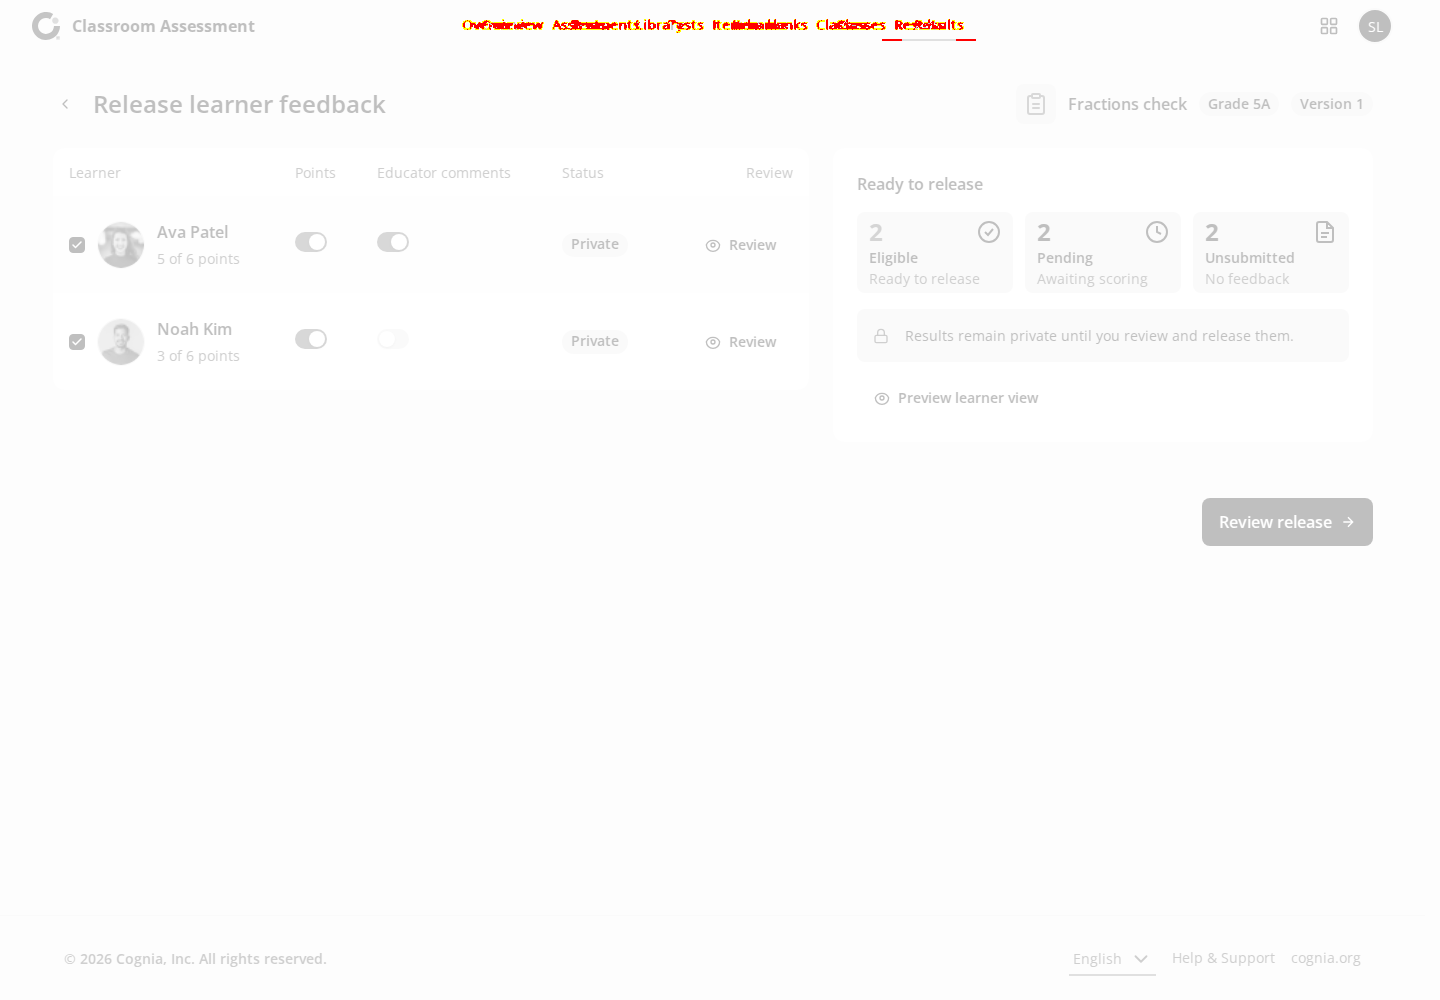 Classroom Assessment
SL
Release learner feedback
Fractions check
Grade 5A
Version 1
Learner
Points
Educator comments
Status
Review
Ava Patel
5 of 6 points
Private
Review
Noah Kim
3 of 6 points
Private
Review
Ready to release
2
Eligible
Ready to release
2
Pending
Awaiting scoring
2
Unsubmitted
No feedback
Results remain private until you review and release them.
Preview learner view
Review release
© 2026 Cognia, Inc. All rights reserved.
English
Help & Support
cognia.org